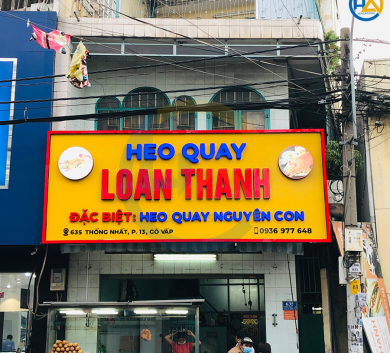 HEO QUAY
LOAN THANH
ĐẶC BIỆT: HEO QUAY NGUYÊN CON
635 THỐNG NHẤT, P. 13, GÒ VẤP
0936 977 648